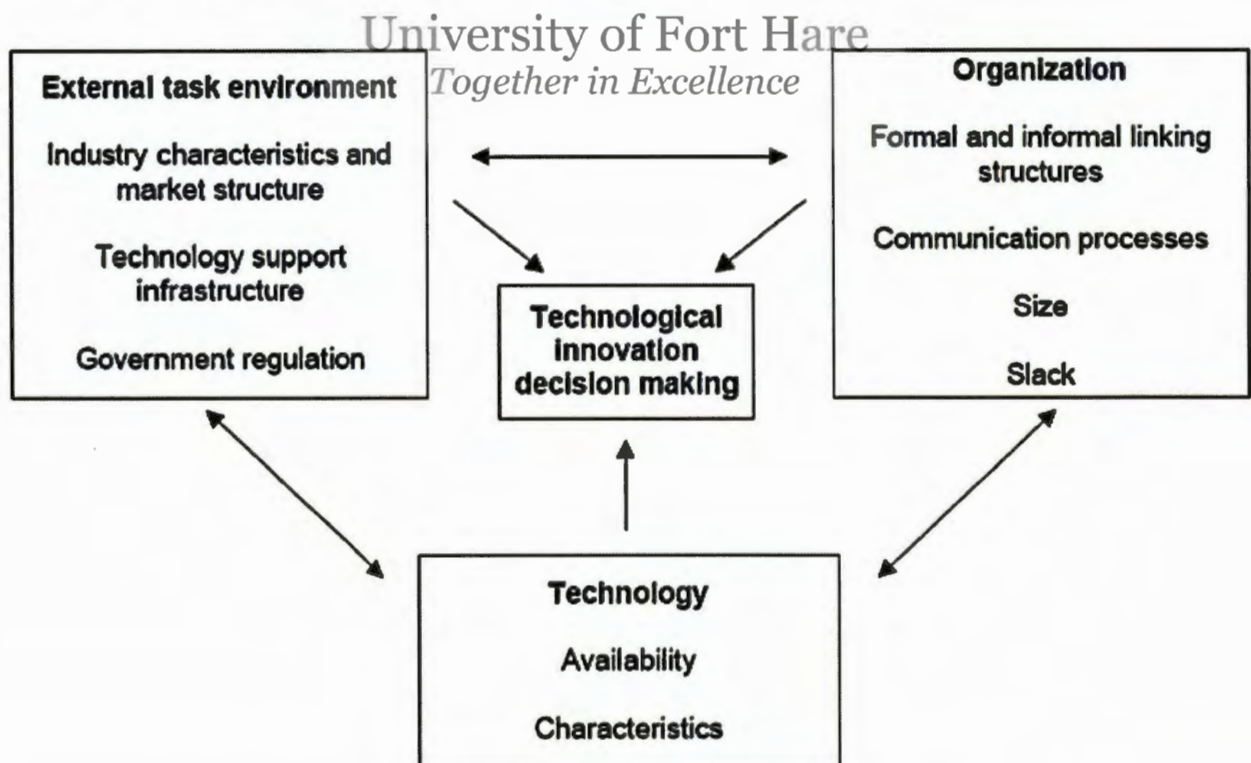 University of Fort Hare
Together in Excellence
External task environment
Industry characteristics and
market structure
Technology support
infrastructure
Government regulation
Organization
Formal and informal linking
structures
Communication processes
Size
Slack
Technological
innovation
decision making
Technology
Availability
Characteristics